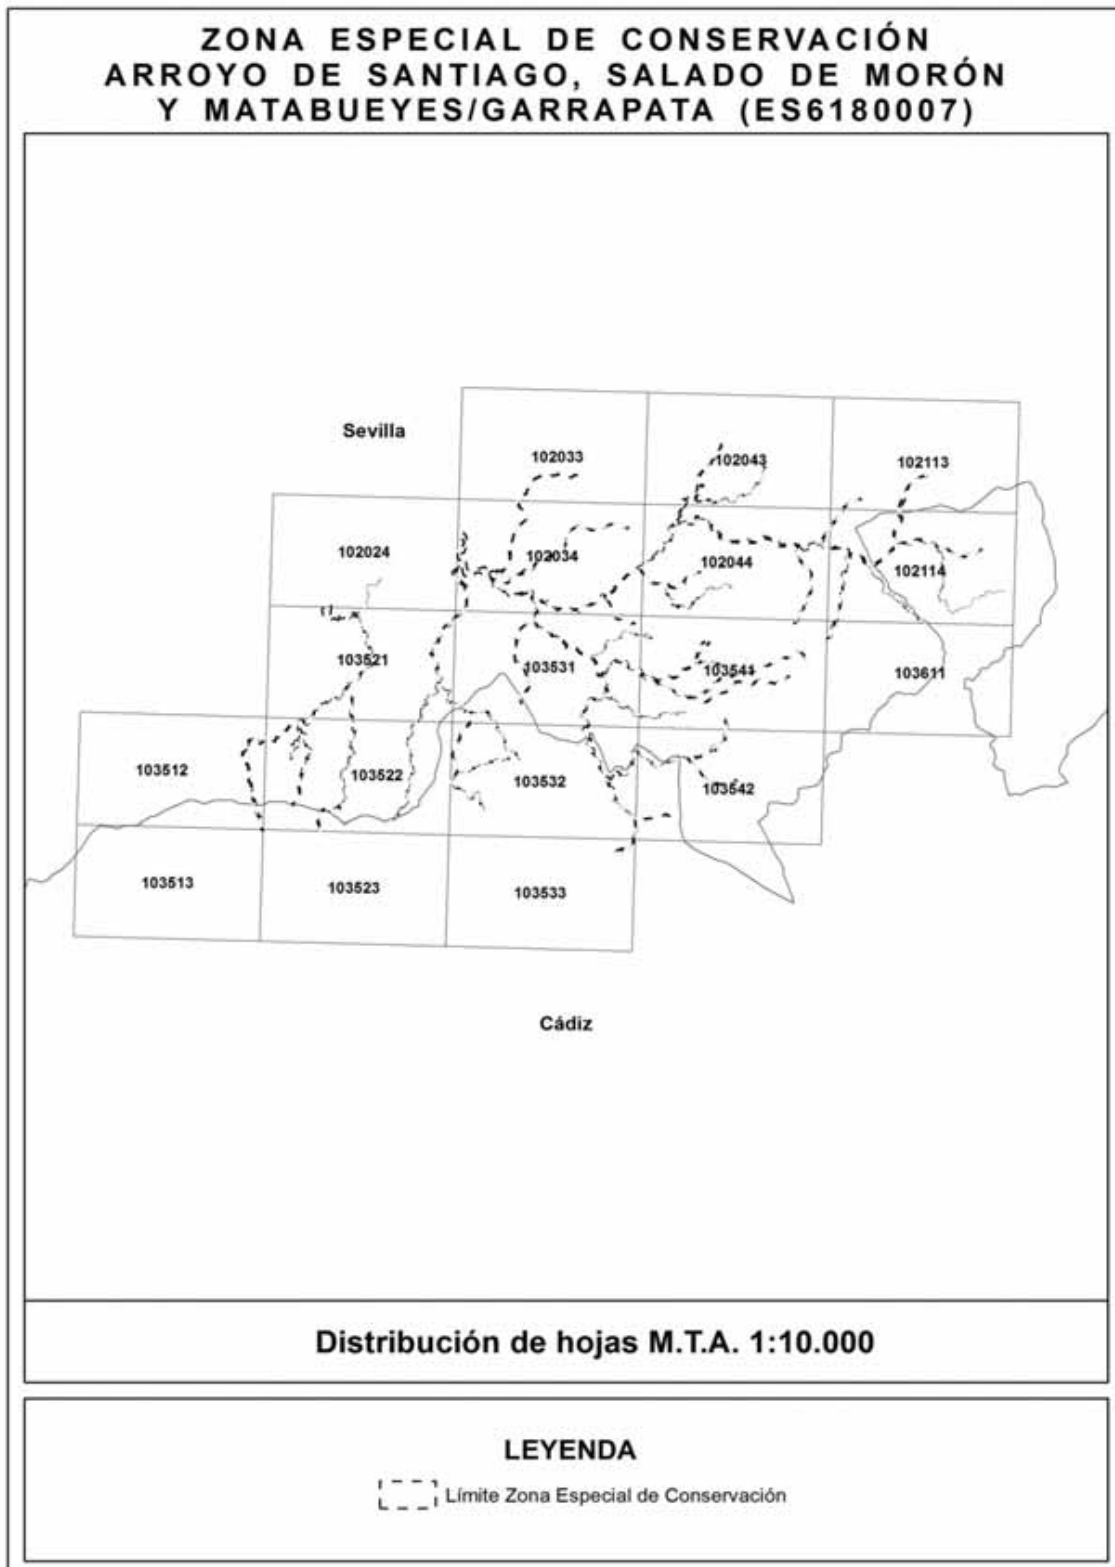 ZONA ESPECIAL DE CONSERVACIÓN
ARROYO DE SANTIAGO, SALADO DE MORÓN
Y MATABUEYES/GARRAPATA (ES6180007)
Sevilla
102033
102043
102113
102024
102034
102044
102114
103521
103531
103541
103611
103512
103522
103532
103542
103513
103523
103533
Cádiz
Distribución de hojas M.T.A. 1:10.000
LEYENDA
Límite Zona Especial de Conservación